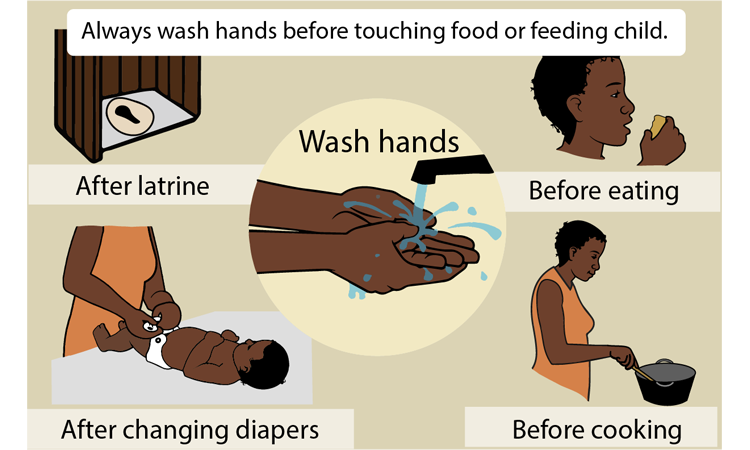 Always wash hands before touching food or feeding child.
Wash hands
After latrine
Before eating
After changing diapers
Before cooking